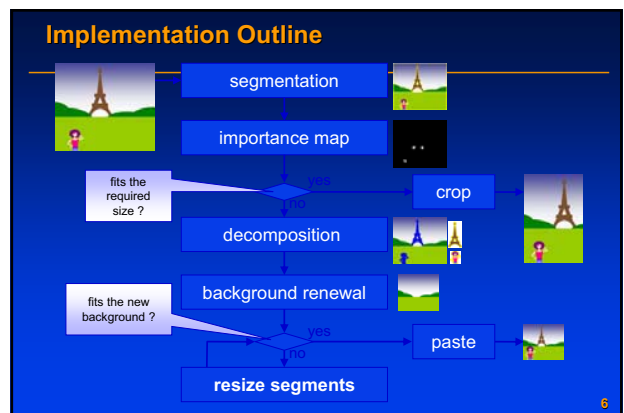 Implementation Outline
segmentation
importance map
fits the
required
size ?
yes
crop
no
decomposition
background renewal
fits the new
background ?
yes
paste
no
resize segments
6